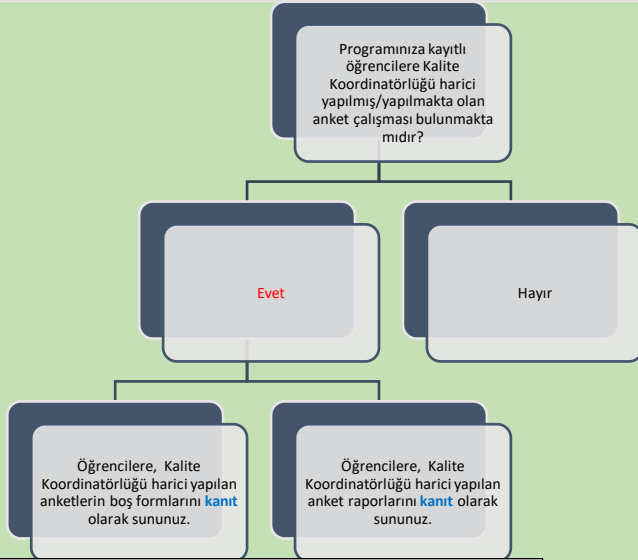 Programınıza kayıtlı
öğrencilere Kalite
Koordinatörlüğü harici
yapılmış/yapılmakta olan
anket çalışması bulunmakta
mıdır?
Evet
Hayır
Öğrencilere, Kalite
Koordinatörlüğü harici yapılan
anketlerin boş formlarını kanıt
olarak sununuz.
Öğrencilere, Kalite
Koordinatörlüğü harici yapılan
anket raporlarını kanıt olarak
sununuz.